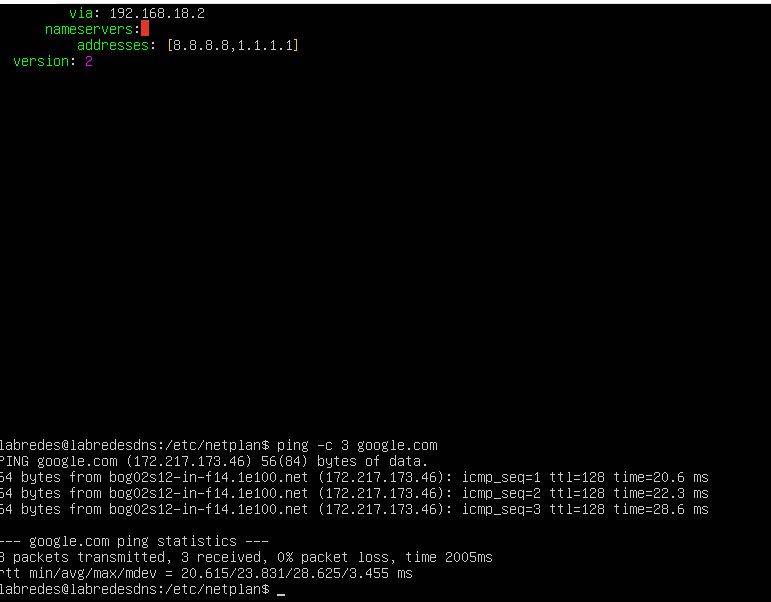 via: 192.168.18.2
nameservers:
addresses: [8.8.8.8,1.1.1.1]
version: 2
labredes@labredesdns:/etc/netplan$ ping -c 3 google.com
PING google.com (172.217.173.46) 56(84) bytes of data.
64 bytes from bog02s12-in-f14.1e100.net (172.217.173.46): icmp_seq=1 ttl=128 time=20.6 ms
64 bytes from bog02s12-in-f14.1e100.net (172.217.173.46): icmp_seq=2 ttl=128 time=22.3 ms
64 bytes from bog02s12-in-f14.1e100.net (172.217.173.46): icmp_seq=3 ttl=128 time=28.6 ms
--- google.com ping statistics ---
3 packets transmitted, 3 received, 0% packet loss, time 2005ms
rtt min/avg/max/mdev = 20.615/23.831/28.625/3.455 ms
labredes@labredesdns:/etc/netplan$ _